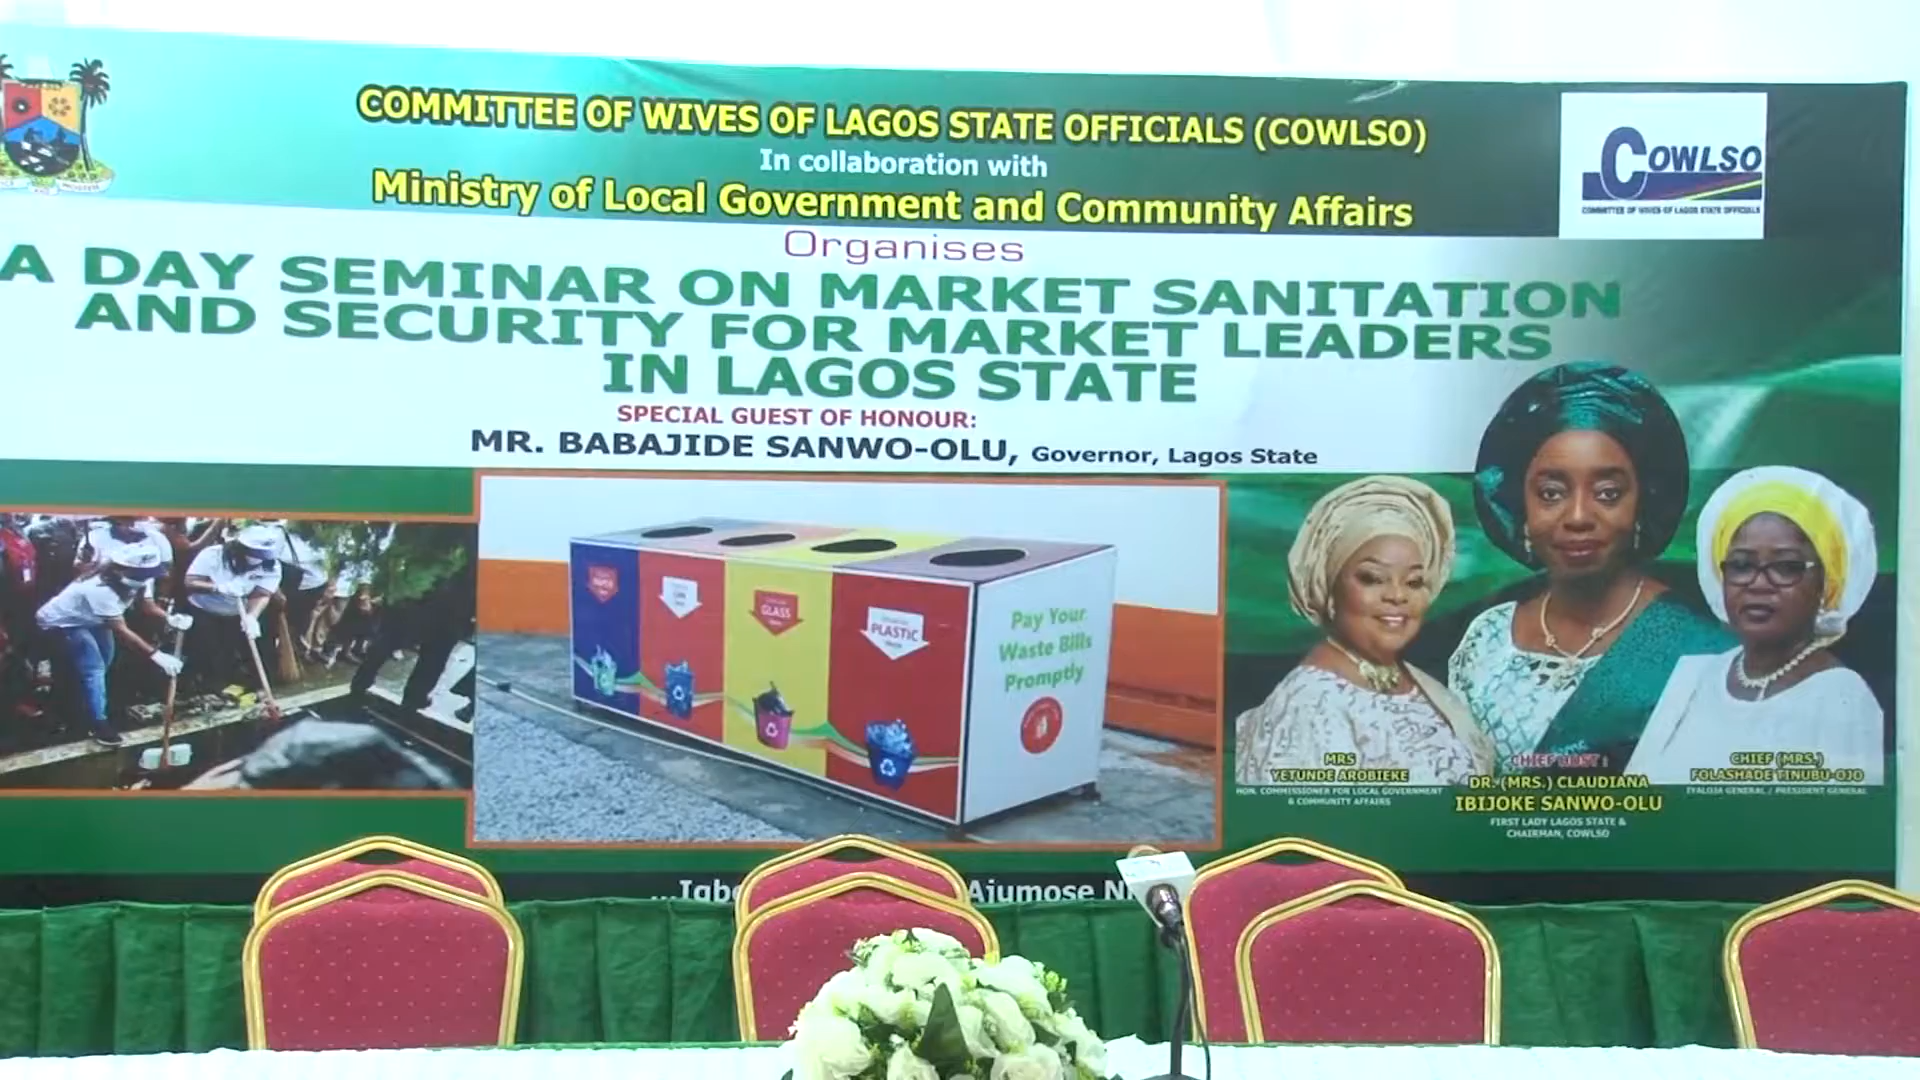 COMMITTEE OF WIVES OF LAGOS STATE OFFICIALS (COWLSO)
In collaboration with
Ministry of Local Government and Community Affairs
COWLSO
COMMITTEE OF WIVES OF LAGOS STATE OFFICIALS
Organises
A DAY SEMINAR ON MARKET SANITATION
AND SECURITY FOR MARKET LEADERS
IN LAGOS STATE
SPECIAL GUEST OF HONOUR:
MR. BABAJIDE SANWO-OLU, Governor, Lagos State
PAPER
CAN
GLASS
PLASTIC
Pay Your
Waste Bills
Promptly
MRS
YETUNDE AROBIEKE
HON. COMMISSIONER FOR LOCAL GOVERNMENT
& COMMUNITY AFFAIRS
CHIEF HOST :
DR. (MRS.) CLAUDIANA
IBIJOKE SANWO-OLU
FIRST LADY LAGOS STATE &
CHAIRMAN, COWLSO
CHIEF (MRS.)
FOLASHADE TINUBU-OJO
IYALOJA GENERAL / PRESIDENT GENERAL
Ajumose